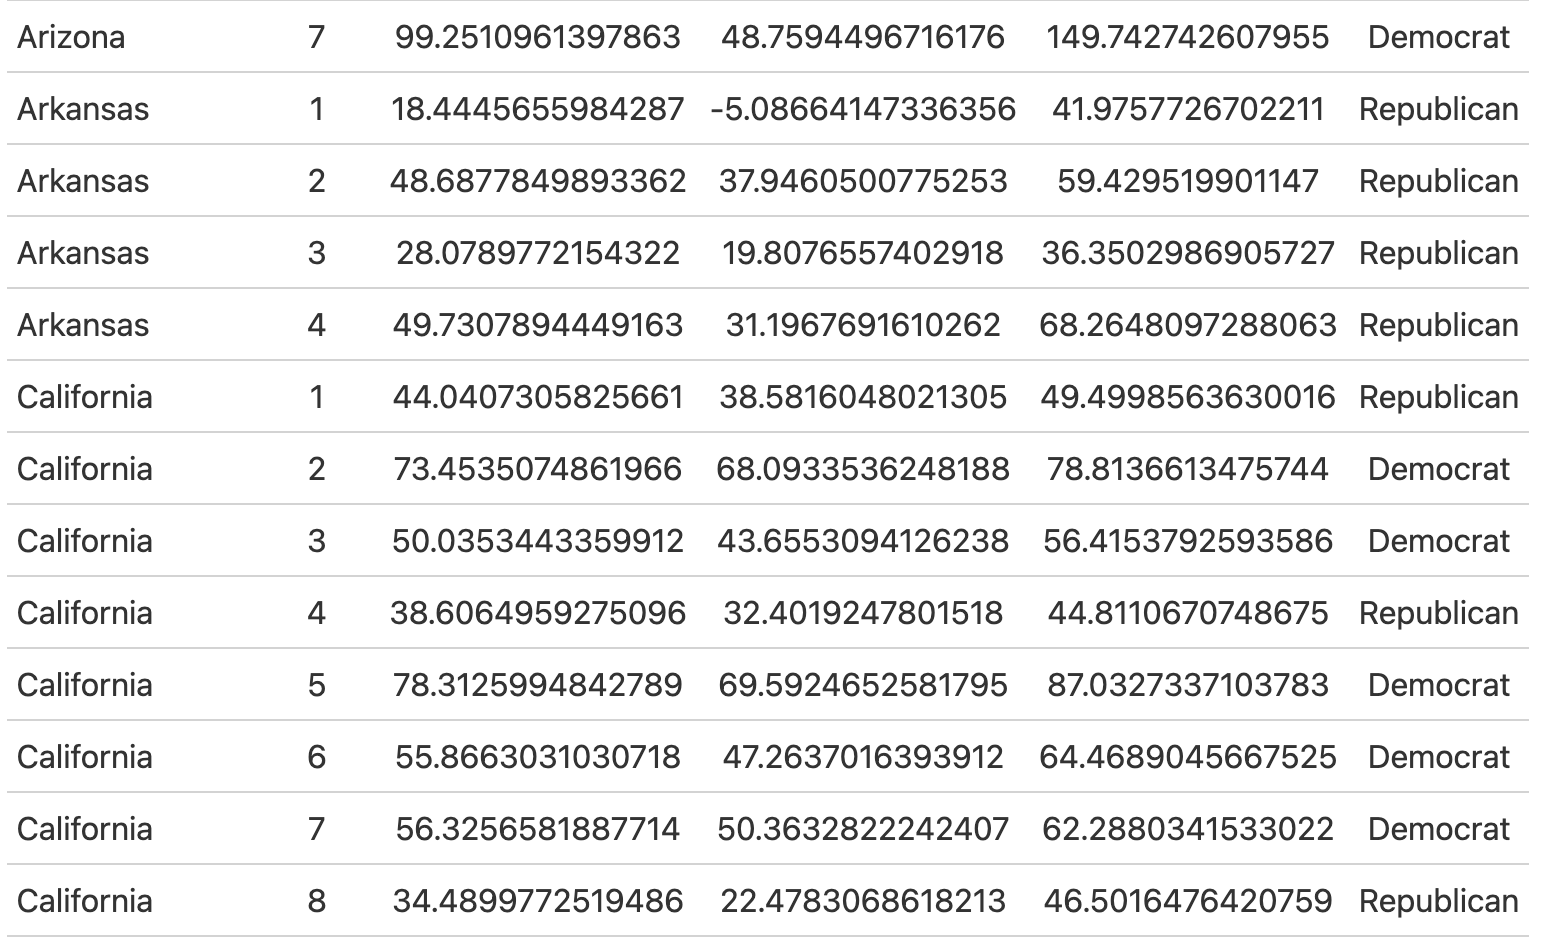 Arizona 7 99.2510961397863 48.7594496716176 149.742742607955 Democrat
Arkansas 1 18.4445655984287 -5.08664147336356 41.9757726702211 Republican
Arkansas 2 48.6877849893362 37.9460500775253 59.429519901147 Republican
Arkansas 3 28.0789772154322 19.8076557402918 36.3502986905727 Republican
Arkansas 4 49.7307894449163 31.1967691610262 68.2648097288063 Republican
California 1 44.0407305825661 38.5816048021305 49.4998563630016 Republican
California 2 73.4535074861966 68.0933536248188 78.8136613475744 Democrat
California 3 50.0353443359912 43.6553094126238 56.4153792593586 Democrat
California 4 38.6064959275096 32.4019247801518 44.8110670748675 Republican
California 5 78.3125994842789 69.5924652581795 87.0327337103783 Democrat
California 6 55.8663031030718 47.2637016393912 64.4689045667525 Democrat
California 7 56.3256581887714 50.3632822242407 62.2880341533022 Democrat
California 8 34.4899772519486 22.4783068618213 46.5016476420759 Republican